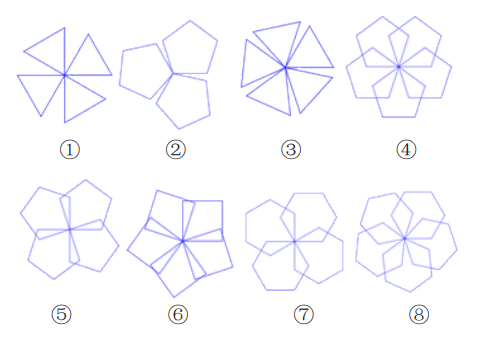 ① ② ③ ④
⑤ ⑥ ⑦ ⑧